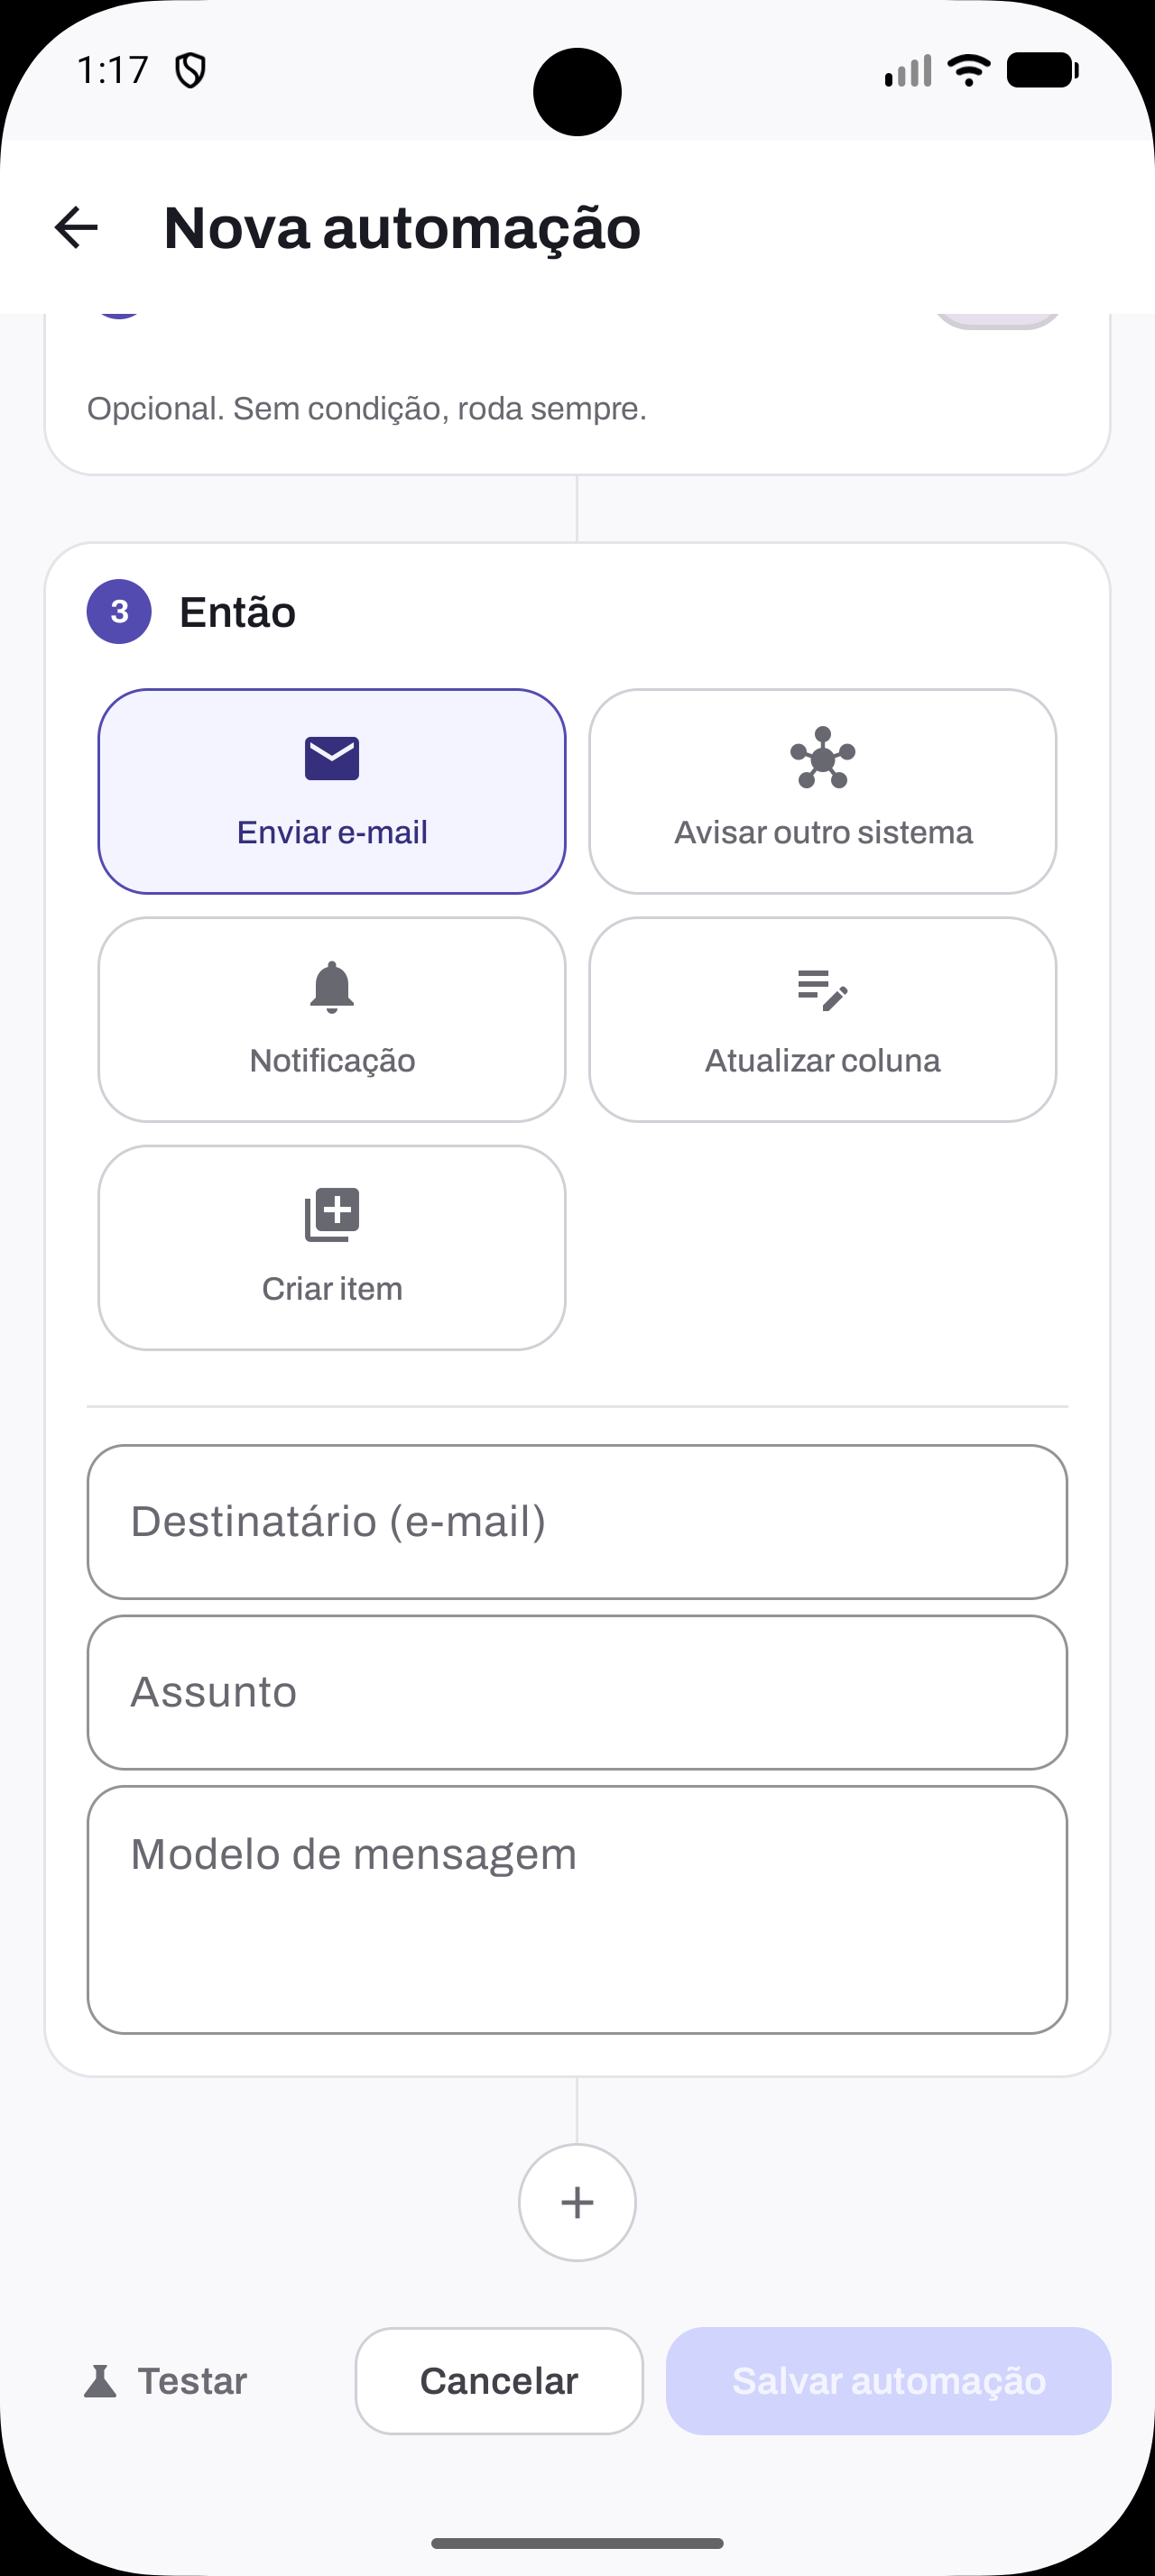 1:17
Nova automação
Opcional. Sem condição, roda sempre.
3 Então
Enviar e-mail
Avisar outro sistema
Notificação
Atualizar coluna
Criar item
Destinatário (e-mail)
Assunto
Modelo de mensagem
Testar
Cancelar
Salvar automação